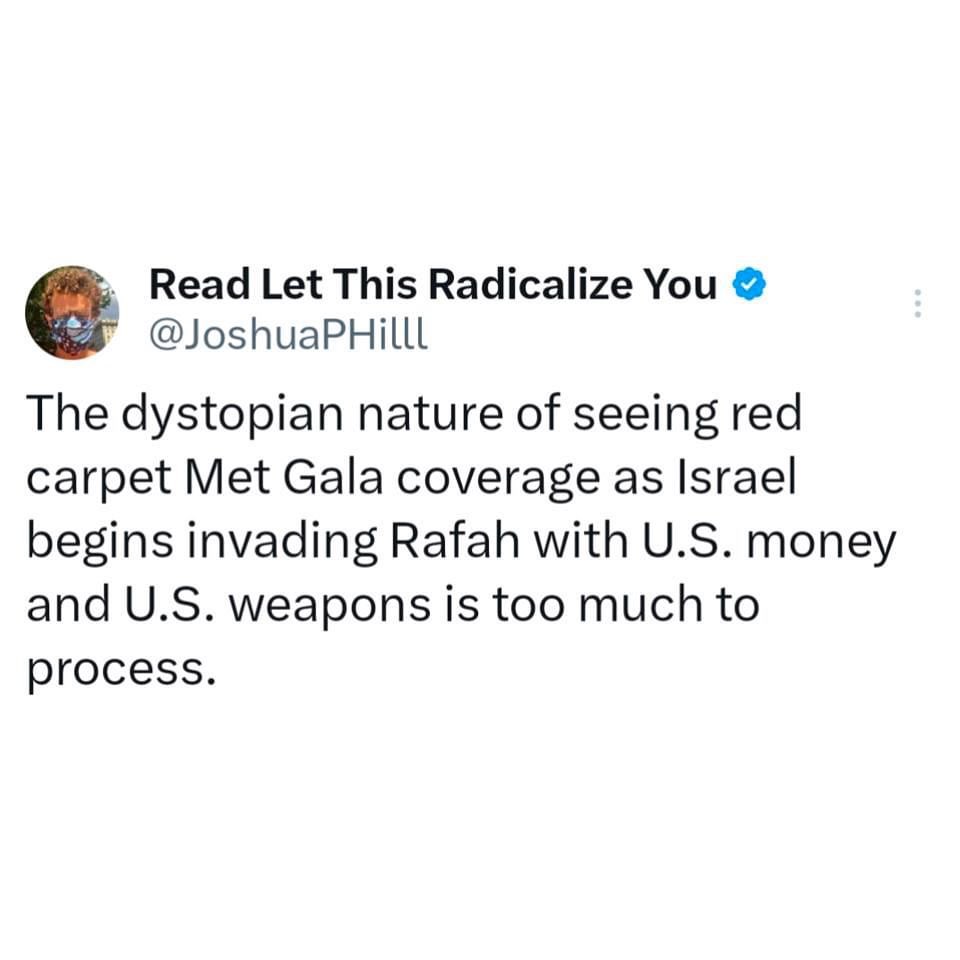 Read Let This Radicalize You
@JoshuaPHilll
The dystopian nature of seeing red
carpet Met Gala coverage as Israel
begins invading Rafah with U.S. money
and U.S. weapons is too much to
process.